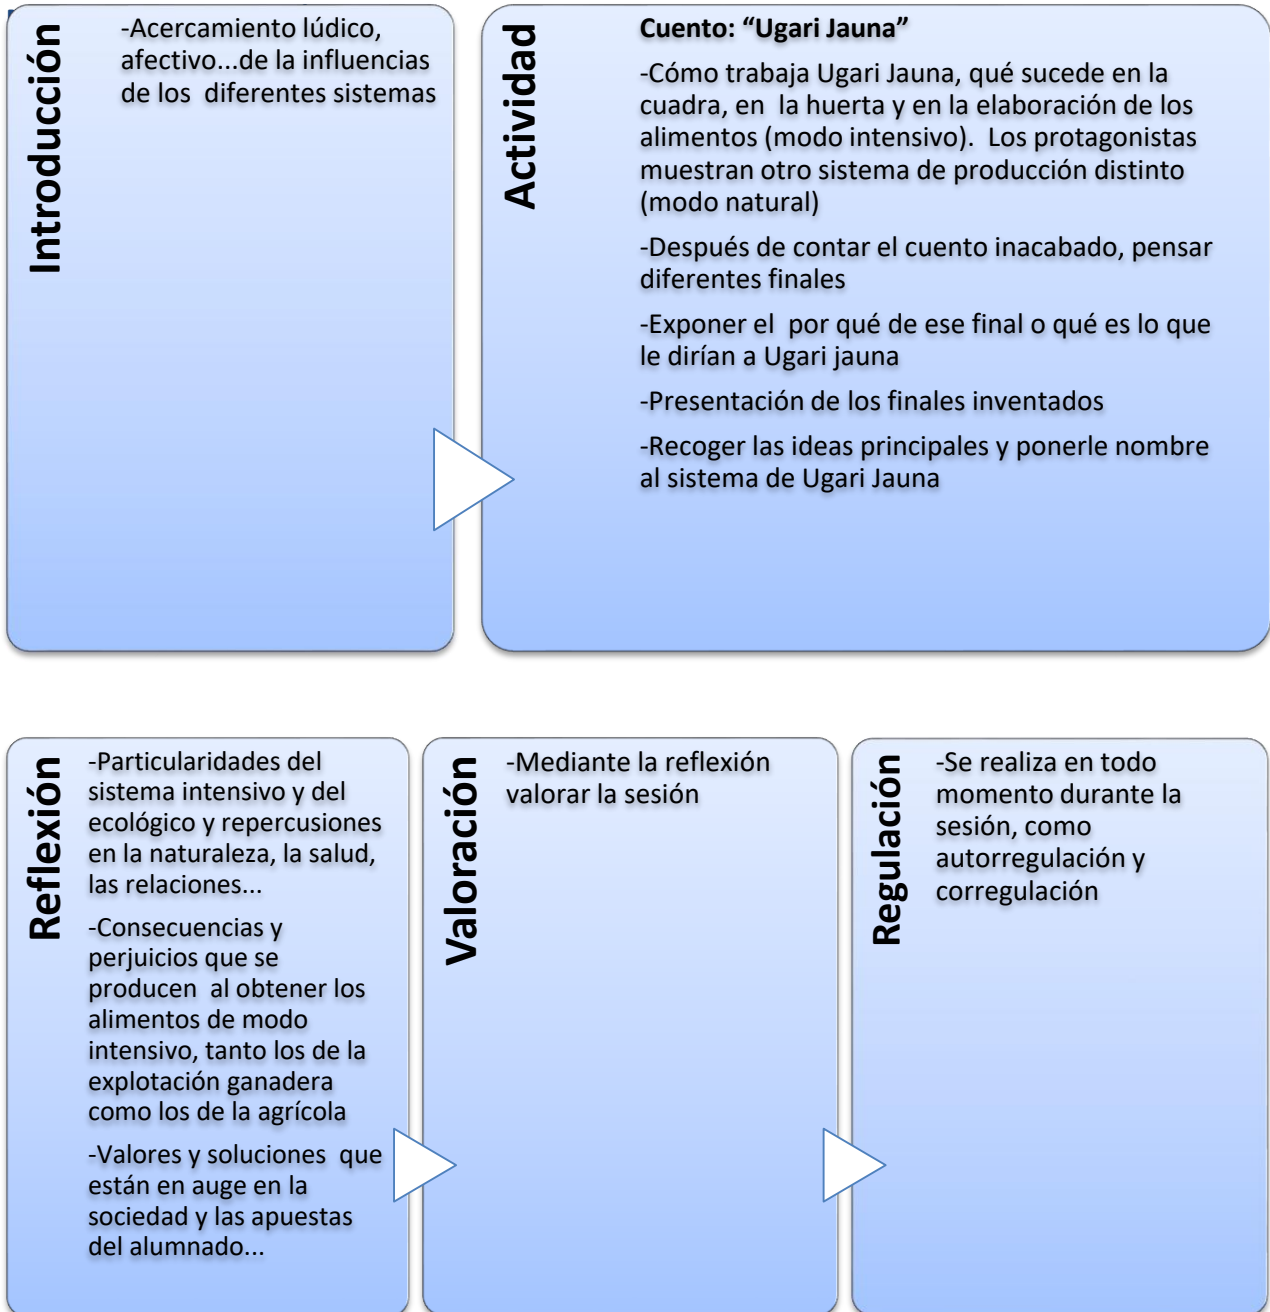 Introducción
-Acercamiento lúdico,
afectivo...de la influencias
de los  diferentes sistemas
Actividad
Cuento: “Ugari Jauna”
-Cómo trabaja Ugari Jauna, qué sucede en la
cuadra, en  la huerta y en la elaboración de los
alimentos (modo intensivo).  Los protagonistas
muestran otro sistema de producción distinto
(modo natural)
-Después de contar el cuento inacabado, pensar
diferentes finales
-Exponer el  por qué de ese final o qué es lo que
le dirían a Ugari jauna
-Presentación de los finales inventados
-Recoger las ideas principales y ponerle nombre
al sistema de Ugari Jauna
Reflexión
-Particularidades del
sistema intensivo y del
ecológico y repercusiones
en la naturaleza, la salud,
las relaciones...
-Consecuencias y
perjuicios que se
producen  al obtener los
alimentos de modo
intensivo, tanto los de la
explotación ganadera
como los de la agrícola
-Valores y soluciones  que
están en auge en la
sociedad y las apuestas
del alumnado...
Valoración
-Mediante la reflexión
valorar la sesión
Regulación
-Se realiza en todo
momento durante la
sesión, como
autorregulación y
corregulación